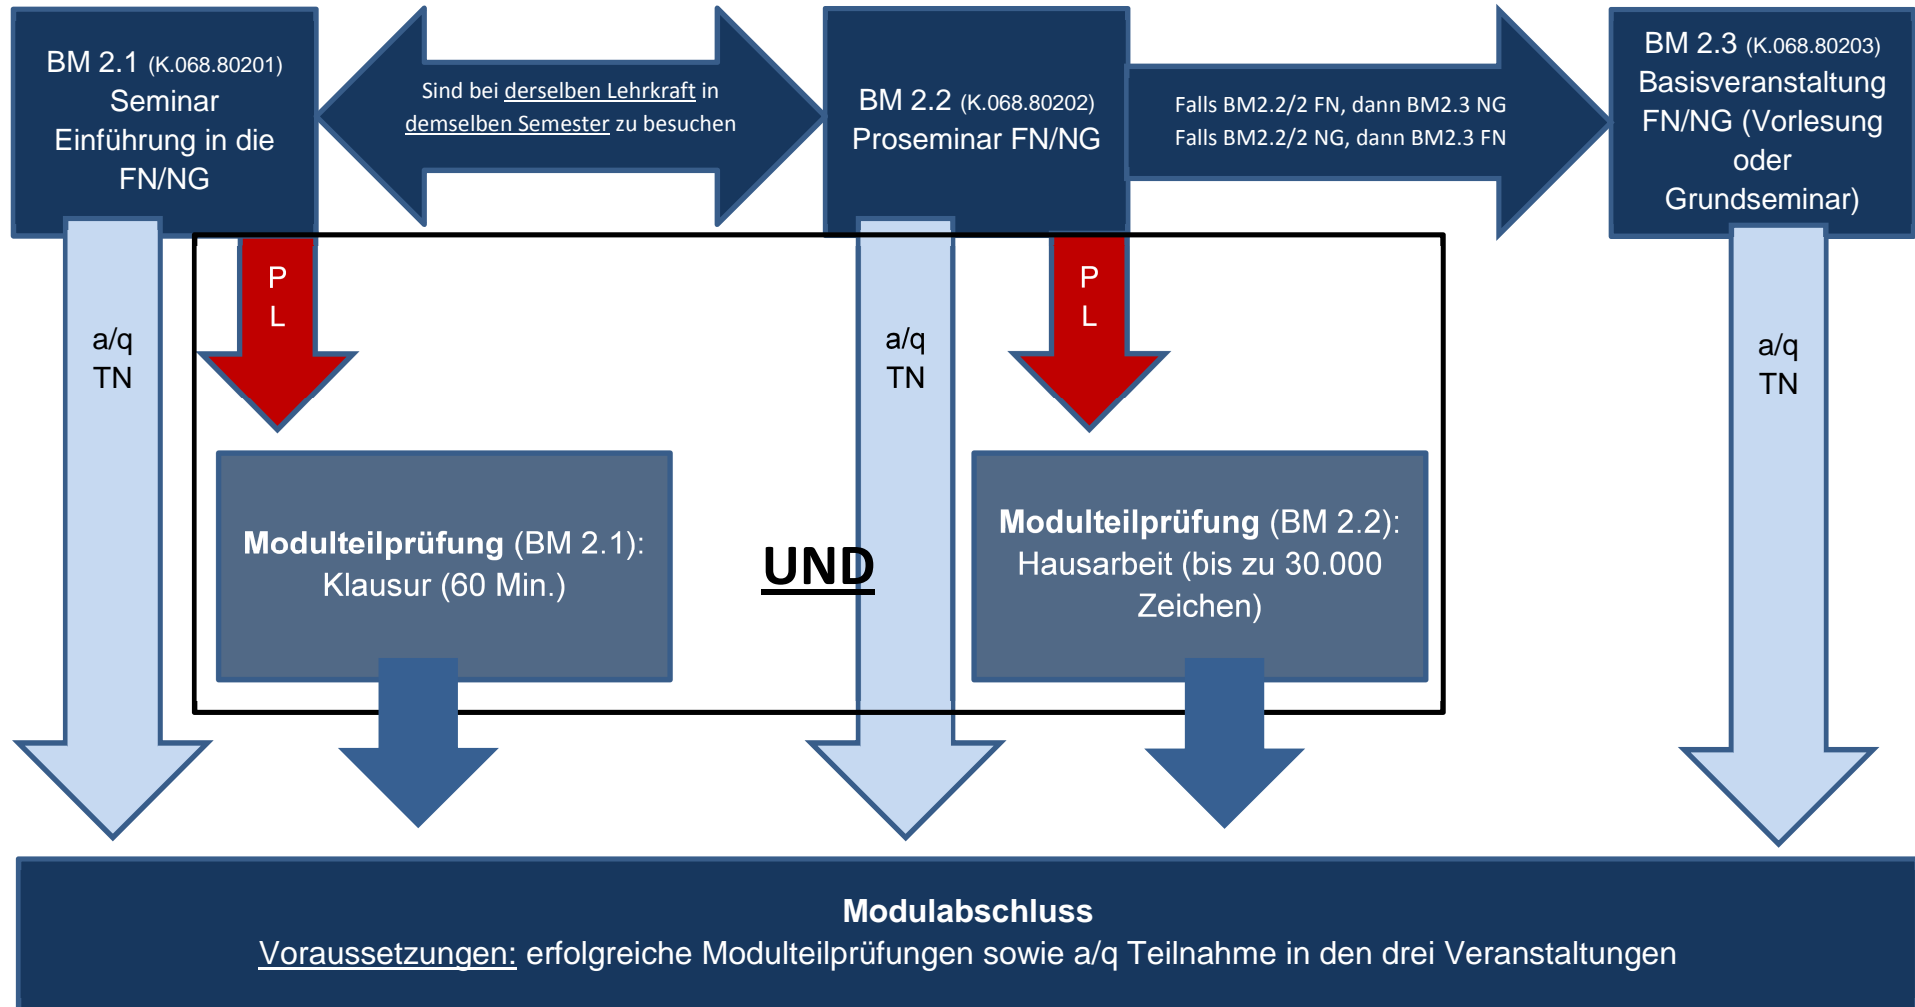 BM 2.1 (K.068.80201)
Seminar
Einführung in die
FN/NG
Sind bei derselben Lehrkraft in
demselben Semester zu besuchen
BM 2.2 (K.068.80202)
Proseminar FN/NG
Falls BM2.2/2 FN, dann BM2.3 NG
Falls BM2.2/2 NG, dann BM2.3 FN
BM 2.3 (K.068.80203)
Basisveranstaltung
FN/NG (Vorlesung
oder
Grundseminar)
a/q
TN
P
L
a/q
TN
P
L
a/q
TN
Modulteilprüfung (BM 2.1):
Klausur (60 Min.)
UND
Modulteilprüfung (BM 2.2):
Hausarbeit (bis zu 30.000
Zeichen)
Modulabschluss
Voraussetzungen: erfolgreiche Modulteilprüfungen sowie a/q Teilnahme in den drei Veranstaltungen